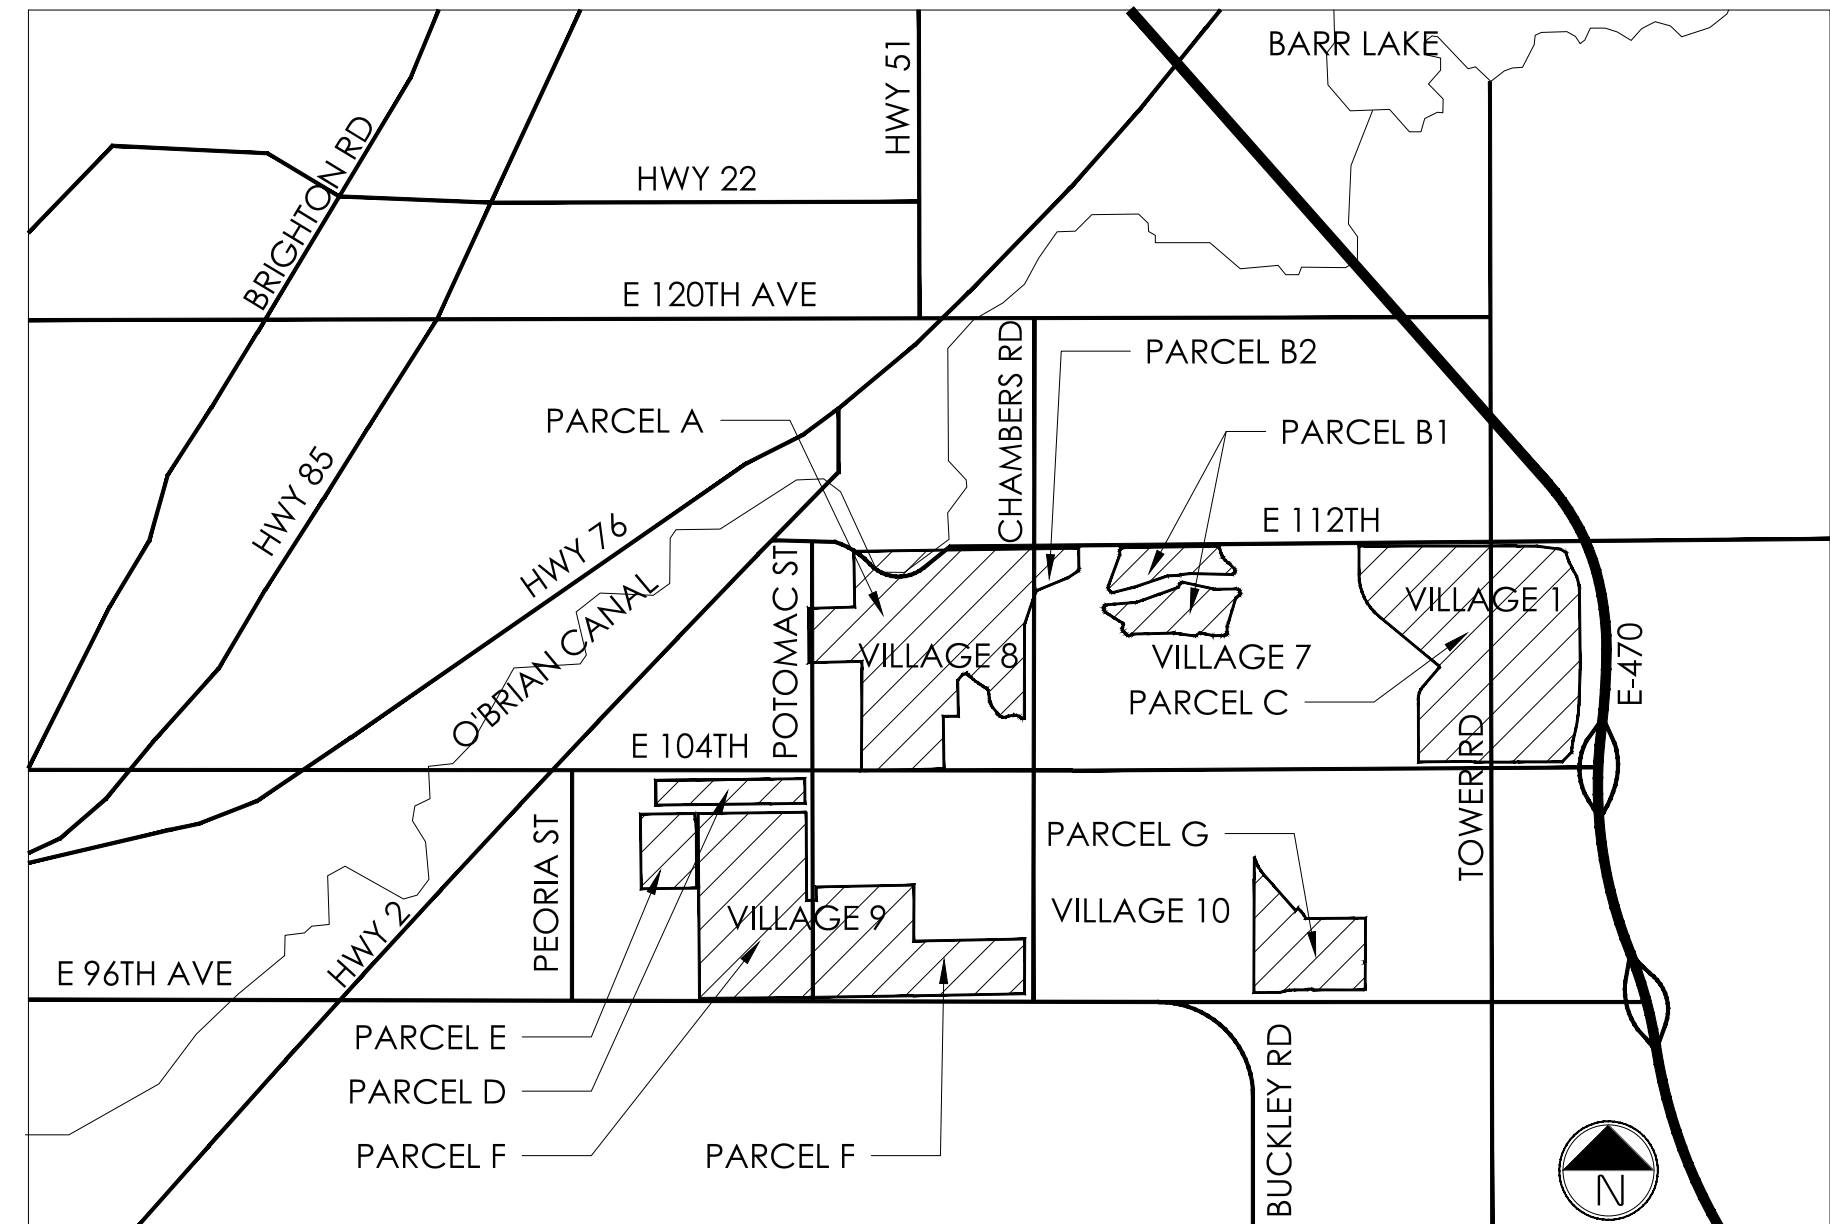 BARR LAKE
HWY 51
BRIGHTON RD
HWY 22
E 120TH AVE
CHAMBERS RD
PARCEL B2
PARCEL A
PARCEL B1
HWY 85
E 112TH
HWY 76
POTOMAC ST
O'BRIAN CANAL
VILLAGE 1
VILLAGE 8
VILLAGE 7
E-470
PARCEL C
E 104TH
TOWER RD
PEORIA ST
PARCEL G
VILLAGE 9
VILLAGE 10
HWY 2
E 96TH AVE
PARCEL E
PARCEL D
BUCKLEY RD
PARCEL F
PARCEL F
N